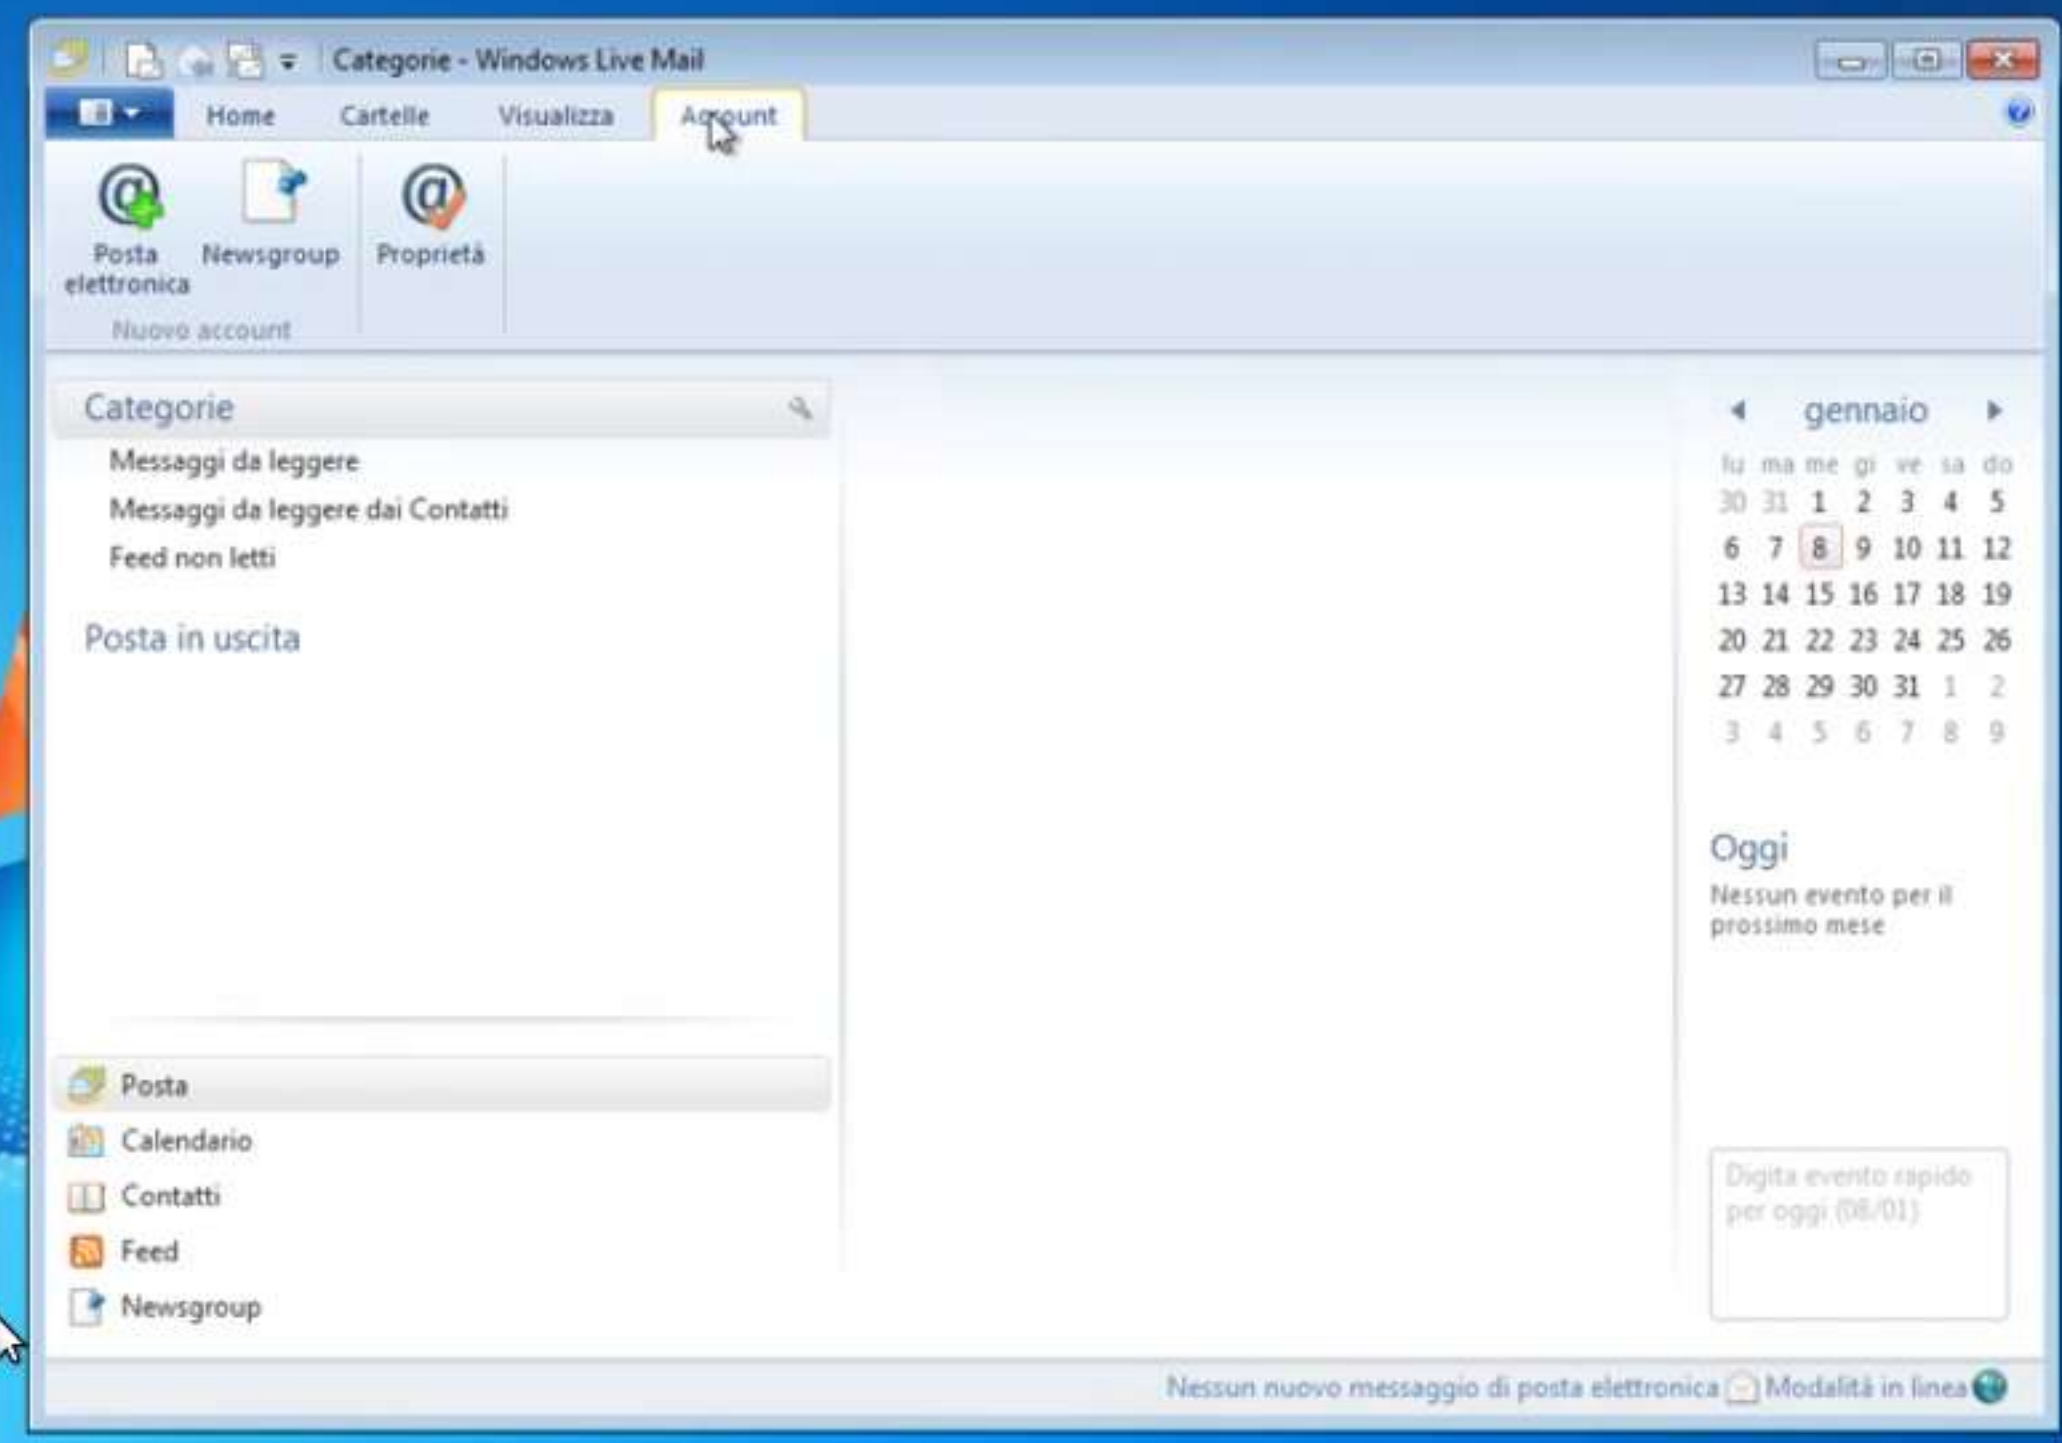 Categorie - Windows Live Mail
Home Cartelle Visualizza Account
Posta elettronica
Newsgroup
Proprietà
Nuovo account
Categorie
Messaggi da leggere
Messaggi da leggere dai Contatti
Feed non letti
Posta in uscita
Posta
Calendario
Contatti
Feed
Newsgroup
gennaio
lu ma me gi ve sa do
30 31 1 2 3 4 5
6 7 8 9 10 11 12
13 14 15 16 17 18 19
20 21 22 23 24 25 26
27 28 29 30 31 1 2
3 4 5 6 7 8 9
Oggi
Nessun evento per il
prossimo mese
Digita evento rapido
per oggi (08/01)
Nessun nuovo messaggio di posta elettronica Modalità in linea